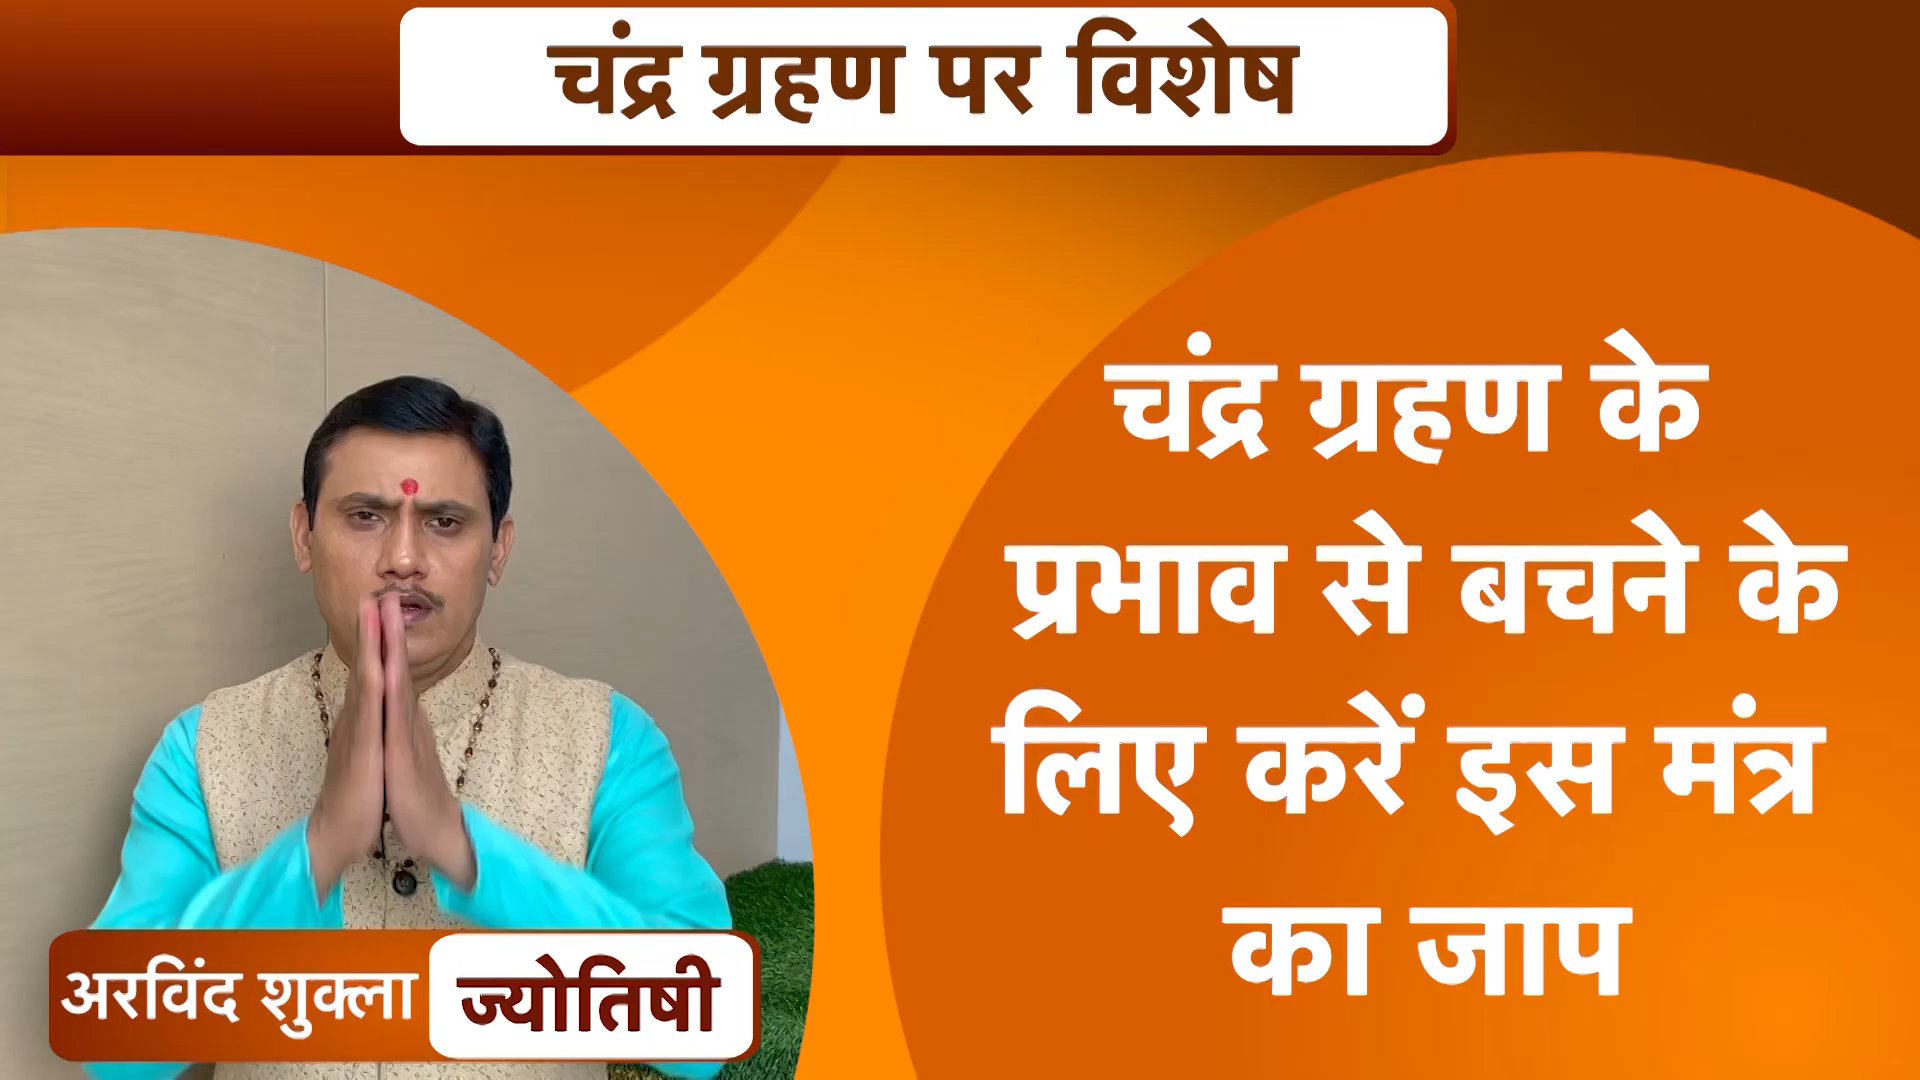 चंद्र ग्रहण पर विशेष
चंद्र ग्रहण के
प्रभाव से बचने के
लिए करें इस मंत्र
का जाप
अरविंद शुक्ला ज्योतिषी